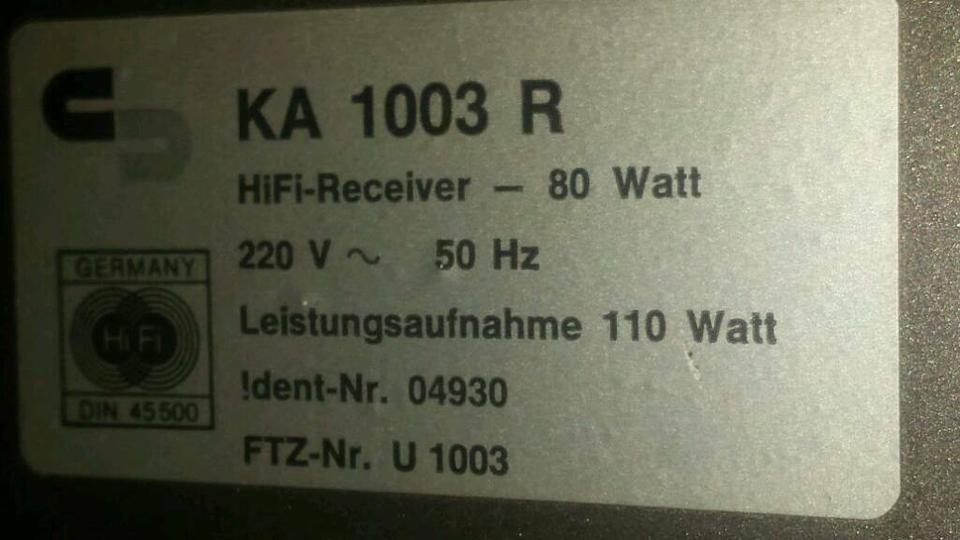 KA 1003 R
HiFi-Receiver – 80 Watt
220 V ~ 50 Hz
Leistungsaufnahme 110 Watt
Ident-Nr. 04930
FTZ-Nr. U 1003
GERMANY
HiFi
DIN 45500